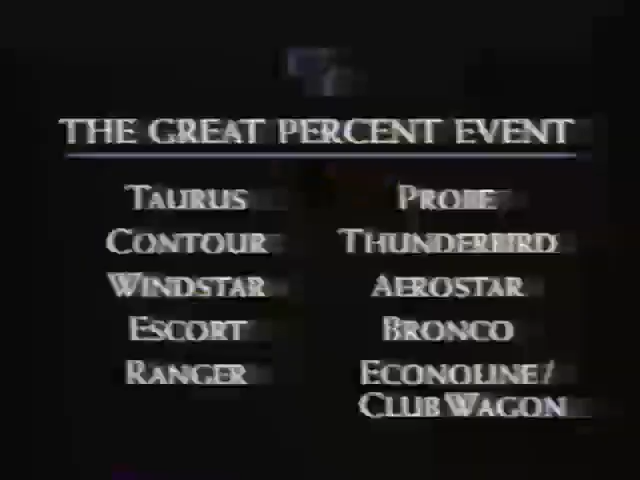 THE GREAT PERCENT EVENT
TAURUS
CONTOUR
WINDSTAR
ESCORT
RANGER
PROBE
THUNDERBIRD
AEROSTAR
BRONCO
ECONOLINE/
CLUB WAGON